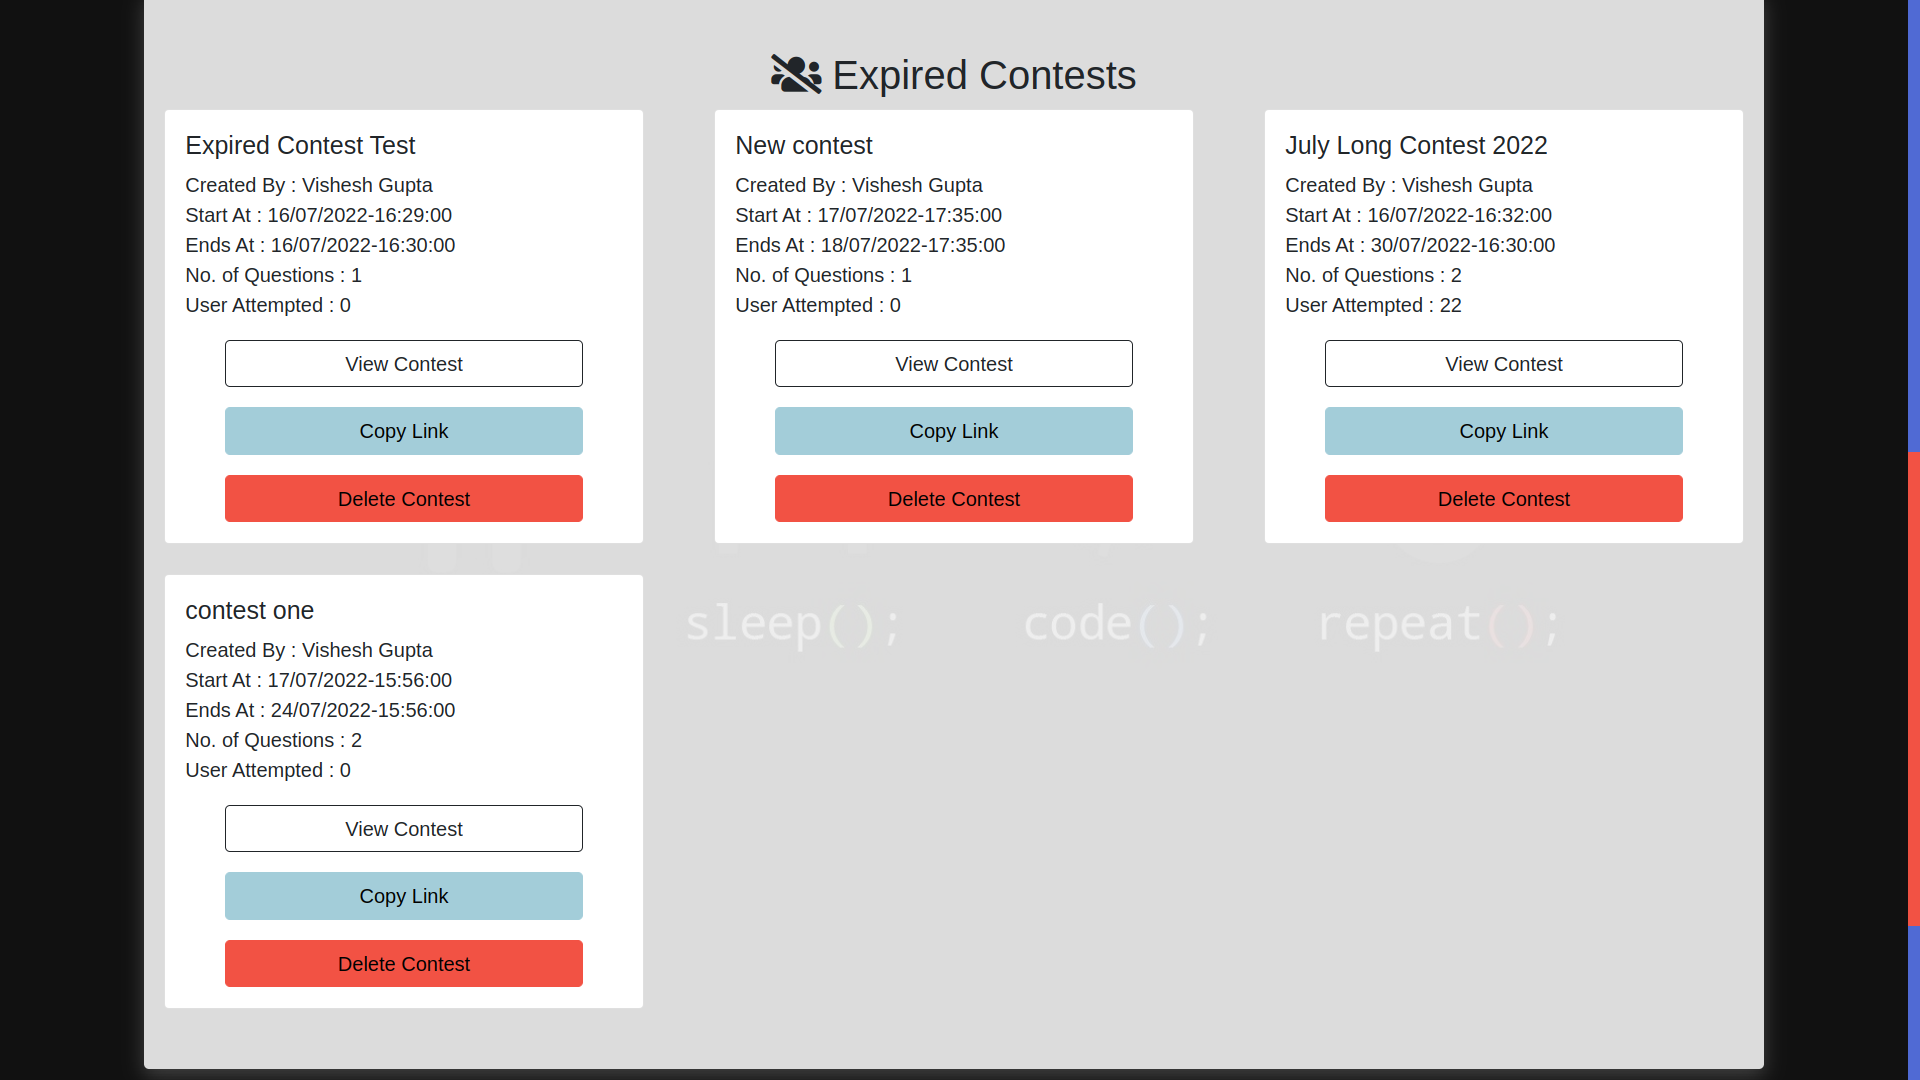 Expired Contests
Expired Contest Test
Created By : Vishesh Gupta
Start At : 16/07/2022-16:29:00
Ends At : 16/07/2022-16:30:00
No. of Questions : 1
User Attempted : 0
View Contest
Copy Link
Delete Contest
New contest
Created By : Vishesh Gupta
Start At : 17/07/2022-17:35:00
Ends At : 18/07/2022-17:35:00
No. of Questions : 1
User Attempted : 0
View Contest
Copy Link
Delete Contest
July Long Contest 2022
Created By : Vishesh Gupta
Start At : 16/07/2022-16:32:00
Ends At : 30/07/2022-16:30:00
No. of Questions : 2
User Attempted : 22
View Contest
Copy Link
Delete Contest
contest one
Created By : Vishesh Gupta
Start At : 17/07/2022-15:56:00
Ends At : 24/07/2022-15:56:00
No. of Questions : 2
User Attempted : 0
View Contest
Copy Link
Delete Contest
sleep(); code(); repeat();